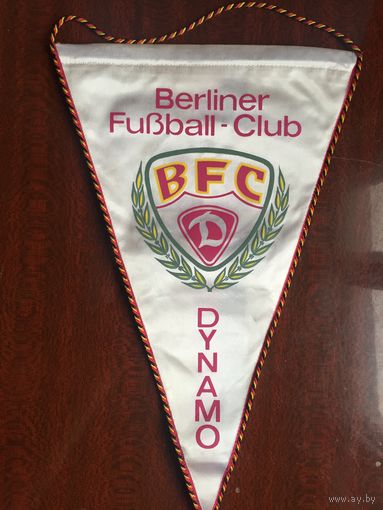 Berliner
Fußball-Club
BFC
D
DYNAMO
www.ay.by